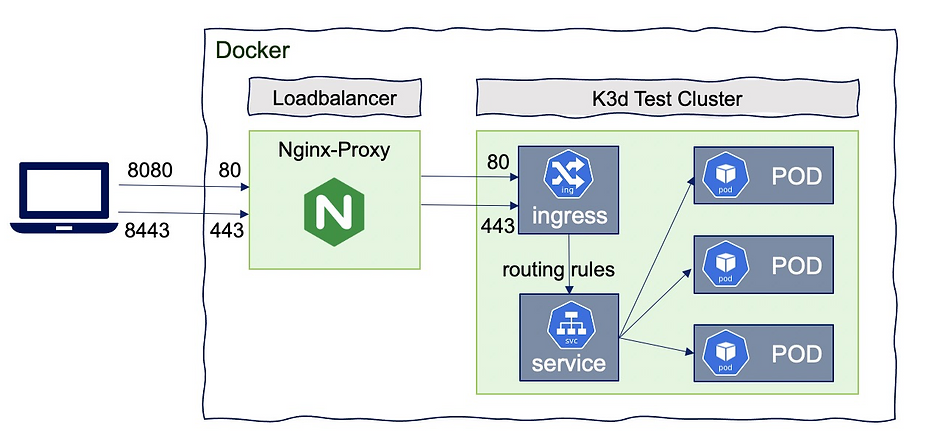 Docker
Loadbalancer
K3d Test Cluster
Nginx-Proxy
8080
80
8443
443
N
80
443
ing
ingress
routing rules
svc
service
pod
POD
pod
POD
pod
POD